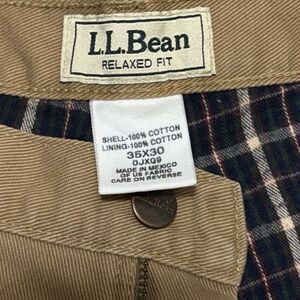 L.L.Bean
RELAXED FIT
SHELL-100% COTTON
LINING-100% COTTON
35X30
0JXQ9
MADE IN MEXICO
OF US FABRIC
CARE ON REVERSE